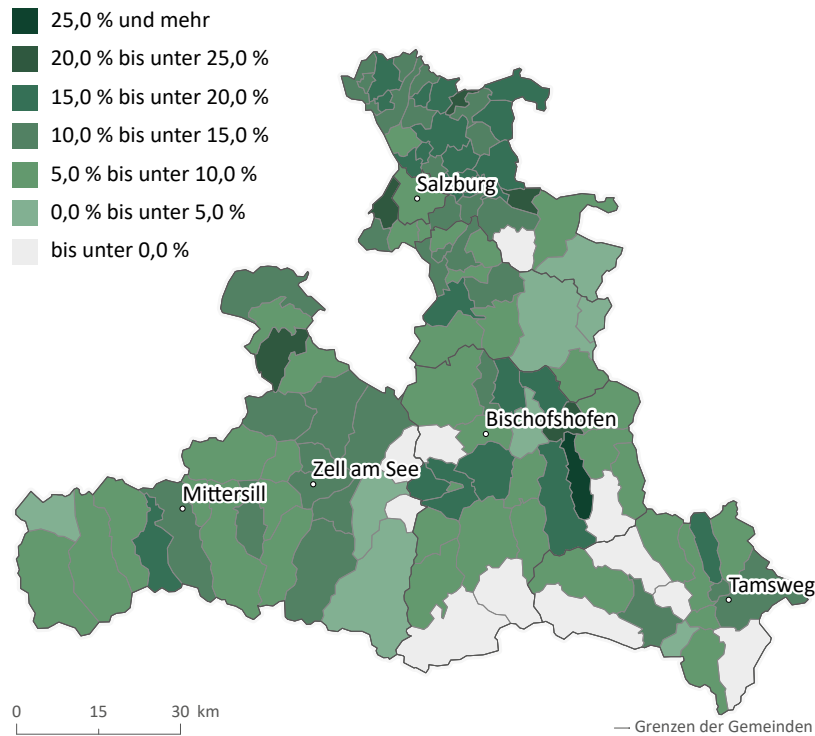 25,0 % und mehr
20,0 % bis unter 25,0 %
15,0 % bis unter 20,0 %
10,0 % bis unter 15,0 %
5,0 % bis unter 10,0 %
0,0 % bis unter 5,0 %
bis unter 0,0 %
Salzburg
Bischofshofen
Zell am See
Mittersill
Tamsweg
0 15 30 km
Grenzen der Gemeinden